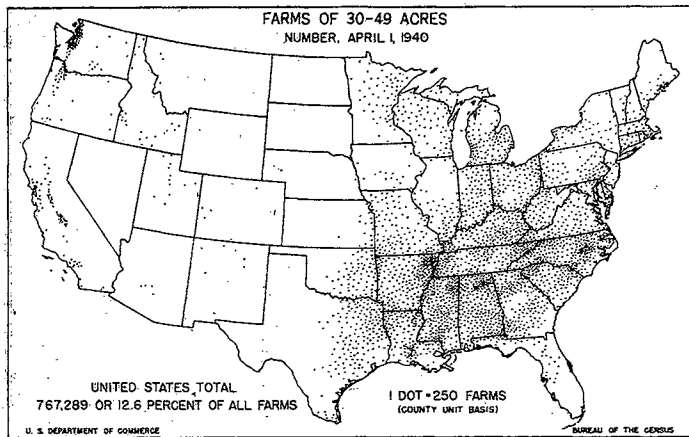 FARMS OF 30-49 ACRES
NUMBER, APRIL 1, 1940
UNITED STATES TOTAL
767,289 OR 12.6 PERCENT OF ALL FARMS
1 DOT=250 FARMS
(COUNTY UNIT BASIS)
U. S. DEPARTMENT OF COMMERCE
BUREAU OF THE CENSUS